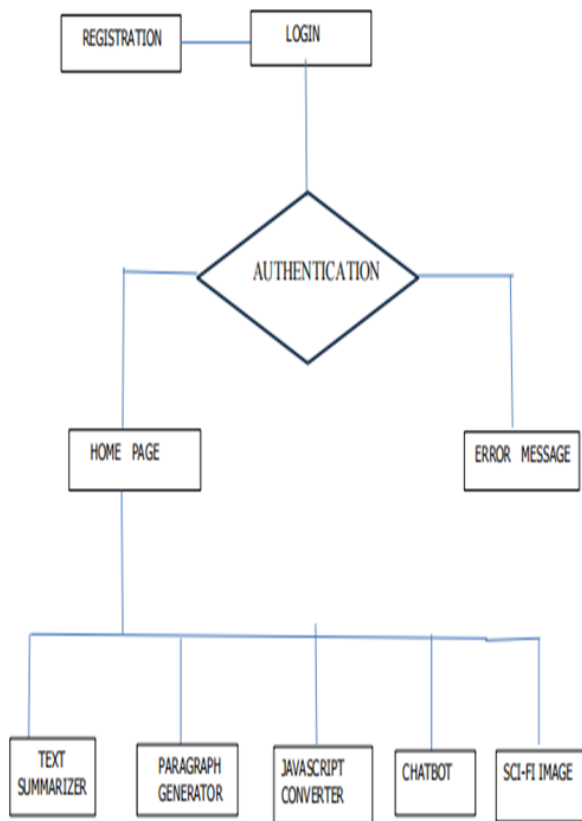 REGISTRATION
LOGIN
AUTHENTICATION
HOME PAGE
ERROR MESSAGE
TEXT
SUMMARIZER
PARAGRAPH
GENERATOR
JAVASCRIPT
CONVERTER
CHATBOT
SCI-FI IMAGE